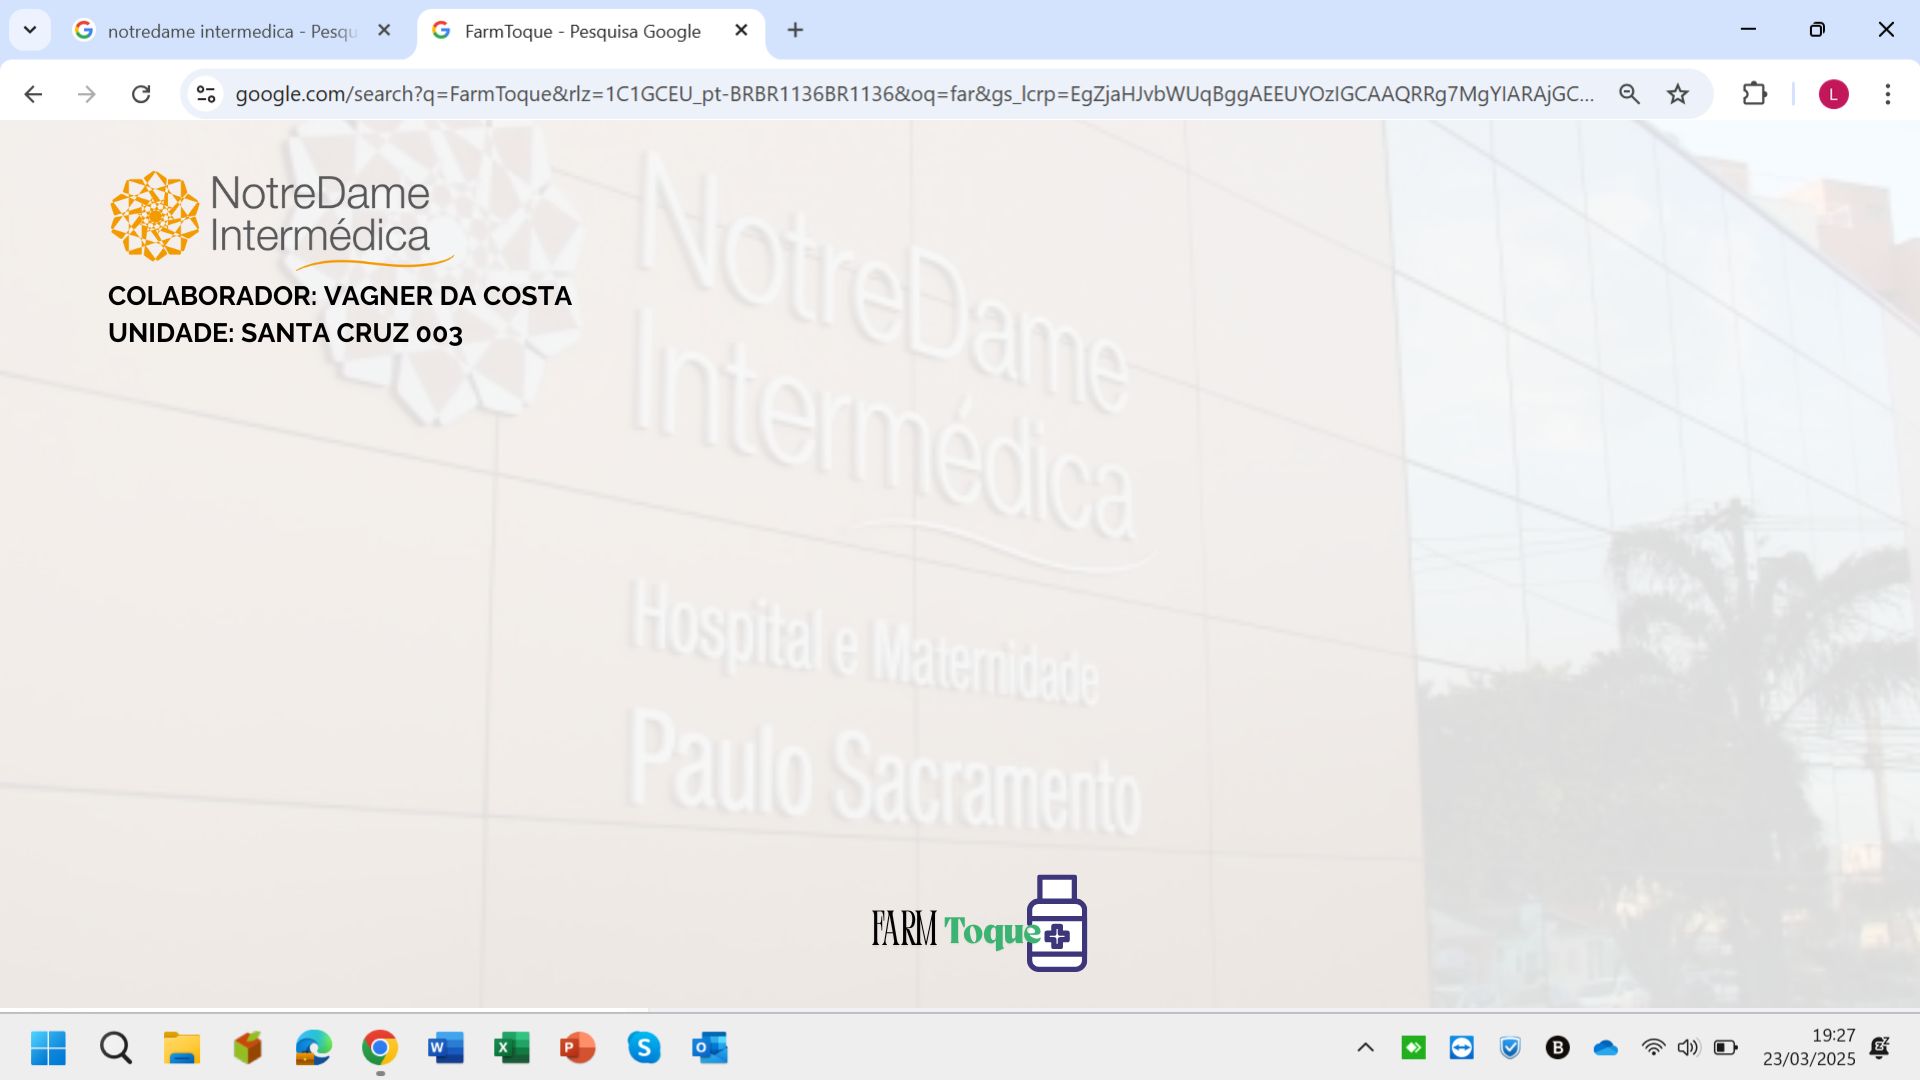 notredame intermedica - Pesqu
FarmToque - Pesquisa Google
google.com/search?q=FarmToque&rlz=1C1GCEU_pt-BRBR1136BR1136&oq=far&gs_lcrp=EgZjaHJvbWUqBggAEEUYOzIGCAAQRRg7MgYIARAjGC...
L
NotreDame
Intermédica
COLABORADOR: VAGNER DA COSTA
UNIDADE: SANTA CRUZ 003
NotreDame
Intermédica
Hospital e Maternidade
Paulo Sacramento
FARM Toque
W
X
P
S
O
B
19:27
23/03/2025